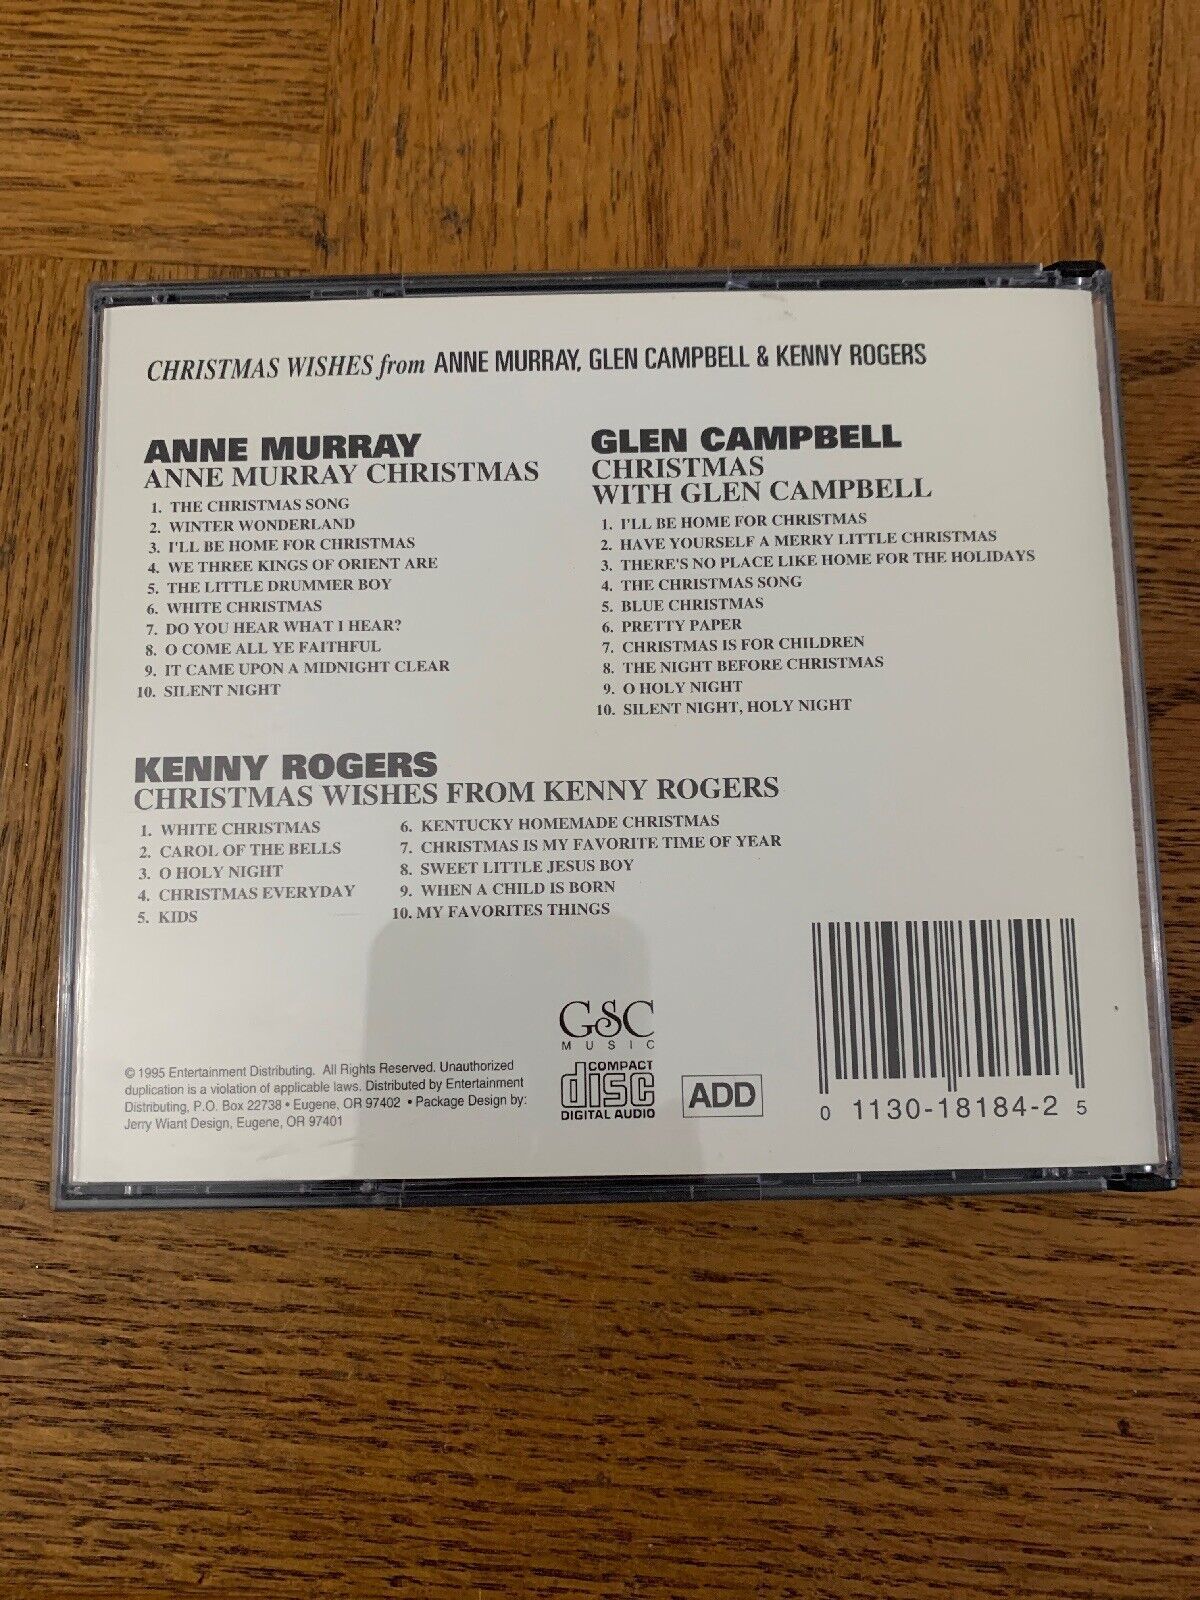 CHRISTMAS WISHES from ANNE MURRAY, GLEN CAMPBELL & KENNY ROGERS
ANNE MURRAY
ANNE MURRAY CHRISTMAS
1. THE CHRISTMAS SONG
2. WINTER WONDERLAND
3. I'LL BE HOME FOR CHRISTMAS
4. WE THREE KINGS OF ORIENT ARE
5. THE LITTLE DRUMMER BOY
6. WHITE CHRISTMAS
7. DO YOU HEAR WHAT I HEAR?
8. O COME ALL YE FAITHFUL
9. IT CAME UPON A MIDNIGHT CLEAR
10. SILENT NIGHT
GLEN CAMPBELL
CHRISTMAS
WITH GLEN CAMPBELL
1. I'LL BE HOME FOR CHRISTMAS
2. HAVE YOURSELF A MERRY LITTLE CHRISTMAS
3. THERE'S NO PLACE LIKE HOME FOR THE HOLIDAYS
4. THE CHRISTMAS SONG
5. BLUE CHRISTMAS
6. PRETTY PAPER
7. CHRISTMAS IS FOR CHILDREN
8. THE NIGHT BEFORE CHRISTMAS
9. O HOLY NIGHT
10. SILENT NIGHT, HOLY NIGHT
KENNY ROGERS
CHRISTMAS WISHES FROM KENNY ROGERS
1. WHITE CHRISTMAS
2. CAROL OF THE BELLS
3. O HOLY NIGHT
4. CHRISTMAS EVERYDAY
5. KIDS
6. KENTUCKY HOMEMADE CHRISTMAS
7. CHRISTMAS IS MY FAVORITE TIME OF YEAR
8. SWEET LITTLE JESUS BOY
9. WHEN A CHILD IS BORN
10. MY FAVORITES THINGS
© 1995 Entertainment Distributing. All Rights Reserved. Unauthorized
duplication is a violation of applicable laws. Distributed by Entertainment
Distributing, P.O. Box 22738 • Eugene, OR 97402 • Package Design by:
Jerry Wiant Design, Eugene, OR 97401
GSC
MUSIC
COMPACT
disc
DIGITAL AUDIO
ADD
0 1130-18184-2 5